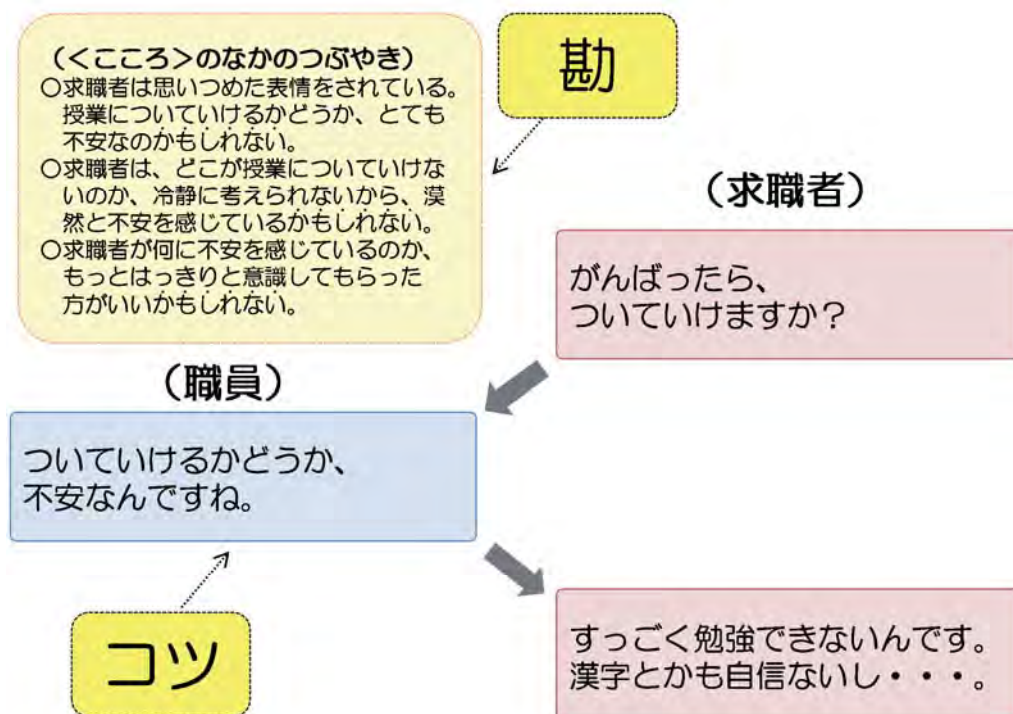 （＜こころ＞のなかのつぶやき）
○求職者は思いつめた表情をされている。
授業についていけるかどうか、とても
不安なのかもしれない。
○求職者は、どこが授業についていけな
いのか、冷静に考えられないから、漠
然と不安を感じているかもしれない。
○求職者が何に不安を感じているのか、
もっとはっきりと意識してもらった
方がいいかもしれない。
勘
（求職者）
がんばったら、
ついていけますか？
（職員）
ついていけるかどうか、
不安なんですね。
コツ
すっごく勉強できないんです。
漢字とかも自信ないし・・・。